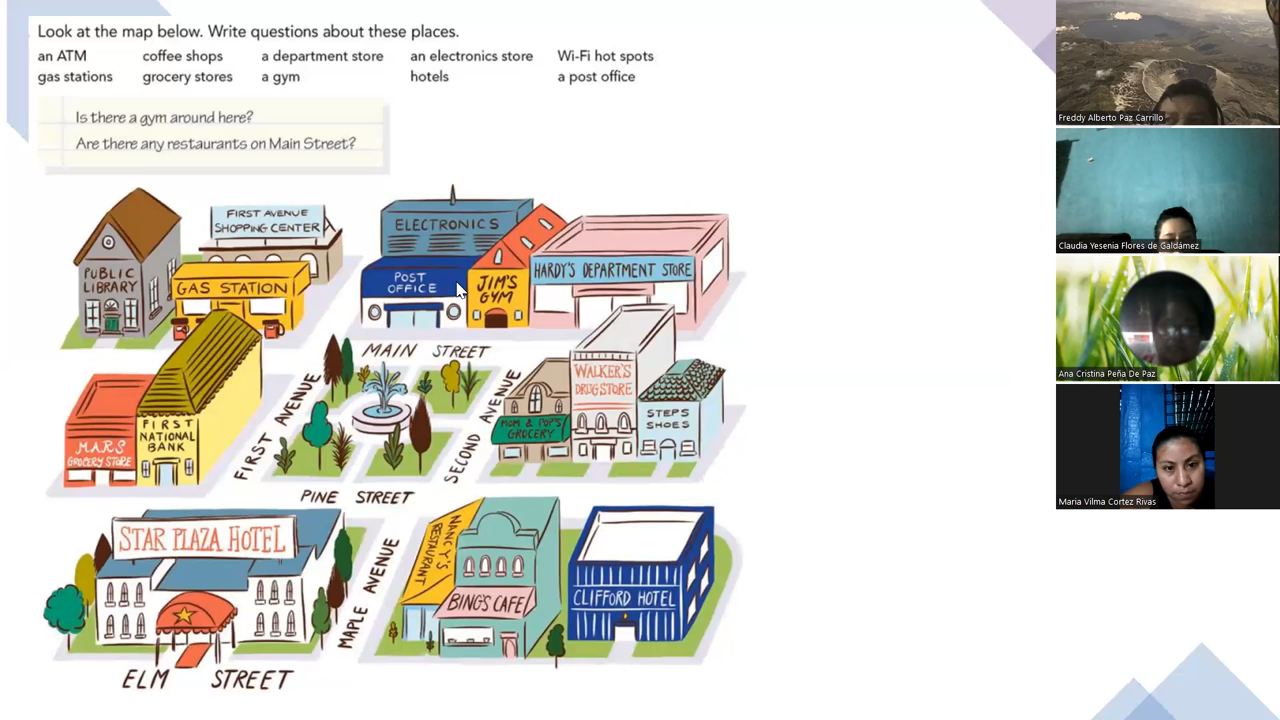 Look at the map below. Write questions about these places.
an ATM coffee shops a department store an electronics store Wi-Fi hot spots
gas stations grocery stores a gym hotels a post office
Is there a gym around here?
Are there any restaurants on Main Street?
FIRST AVENUE
SHOPPING CENTER
ELECTRONICS
PUBLIC
LIBRARY
GAS STATION
POST
OFFICE
JIM'S
GYM
HARDY'S DEPARTMENT STORE
MAIN STREET
FIRST AVENUE
SECOND AVENUE
MARS
GROCERY STORE
FIRST
NATIONAL
BANK
MOM & POP'S
GROCERY
WALKER'S
DRUGSTORE
STEPS
SHOES
PINE STREET
STAR PLAZA HOTEL
MAPLE AVENUE
NANCY'S
RESTAURANT
BING'S CAFE
CLIFFORD HOTEL
ELM STREET
Freddy Alberto Paz Carrillo
Claudia Yesenia Flores de Galdámez
Ana Cristina Peña De Paz
Maria Vilma Cortez Rivas